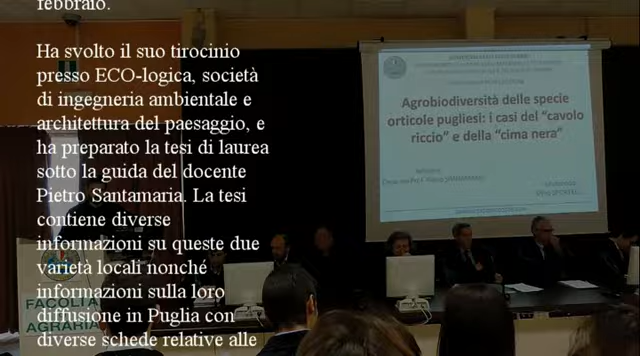 febbraio.
Ha svolto il suo tirocinio
presso ECO-logica, società
di ingegneria ambientale e
architettura del paesaggio, e
ha preparato la tesi di laurea
sotto la guida del docente
Pietro Santamaria. La tesi
contiene diverse
informazioni su queste due
varietà locali nonché
informazioni sulla loro
diffusione in Puglia con
diverse schede relative alle
Agrobiodiversità delle specie
orticole pugliesi: i casi del "cavolo
riccio" e della "cima nera"
FACOLTÀ
AGRARIA